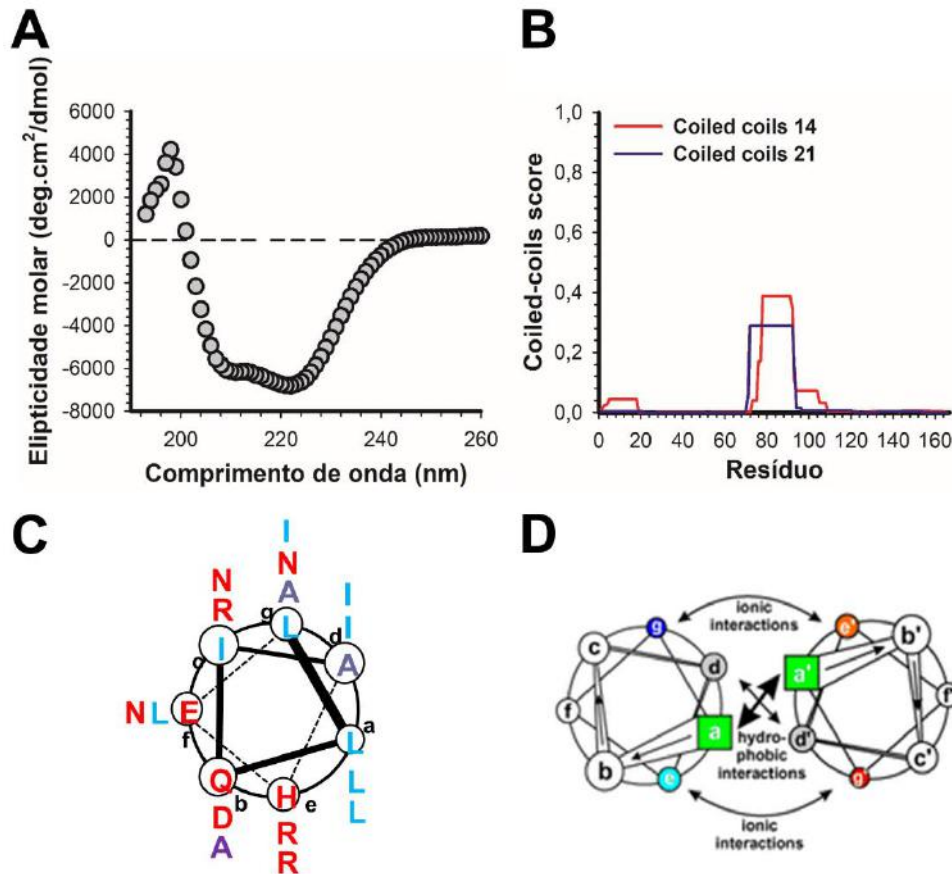 A
Elipticidade molar (deg.cm²/dmol)
6000
4000
2000
0
-2000
-4000
-6000
-8000
200
220
240
260
Comprimento de onda (nm)
B
Coiled-coils score
1,0
0,8
0,6
0,4
0,2
0,0
Coiled coils 14
Coiled coils 21
0
20
40
60
80
100
120
140
160
Resíduo
C
I
N
N
A
I
R
g
L
d
I
c
I
A
N L E
f
a
L
Q
b
H
e
L
D
R
L
A
R
D
ionic
interactions
g
e'
c
b'
d
a'
f
f'
a
d'
hydro-
phobic
interactions
b
c'
e
g'
ionic
interactions